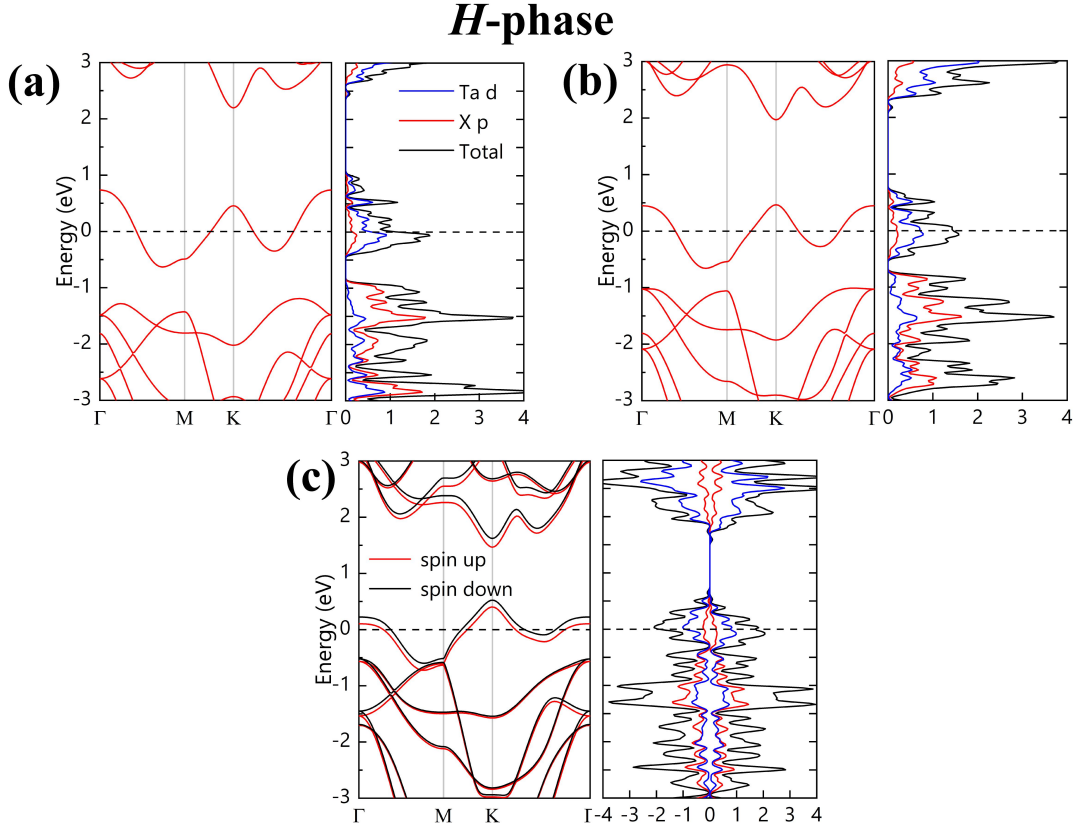 H-phase
(a)
Energy (eV)
3
2
1
0
-1
-2
-3
Γ M K Γ
Ta d
X p
Total
0 1 2 3 4
(b)
3
2
1
0
-1
-2
-3
Γ M K Γ
0 1 2 3 4
(c)
Energy (eV)
3
2
1
0
-1
-2
-3
spin up
spin down
Γ M K Γ
-4 -3 -2 -1 0 1 2 3 4